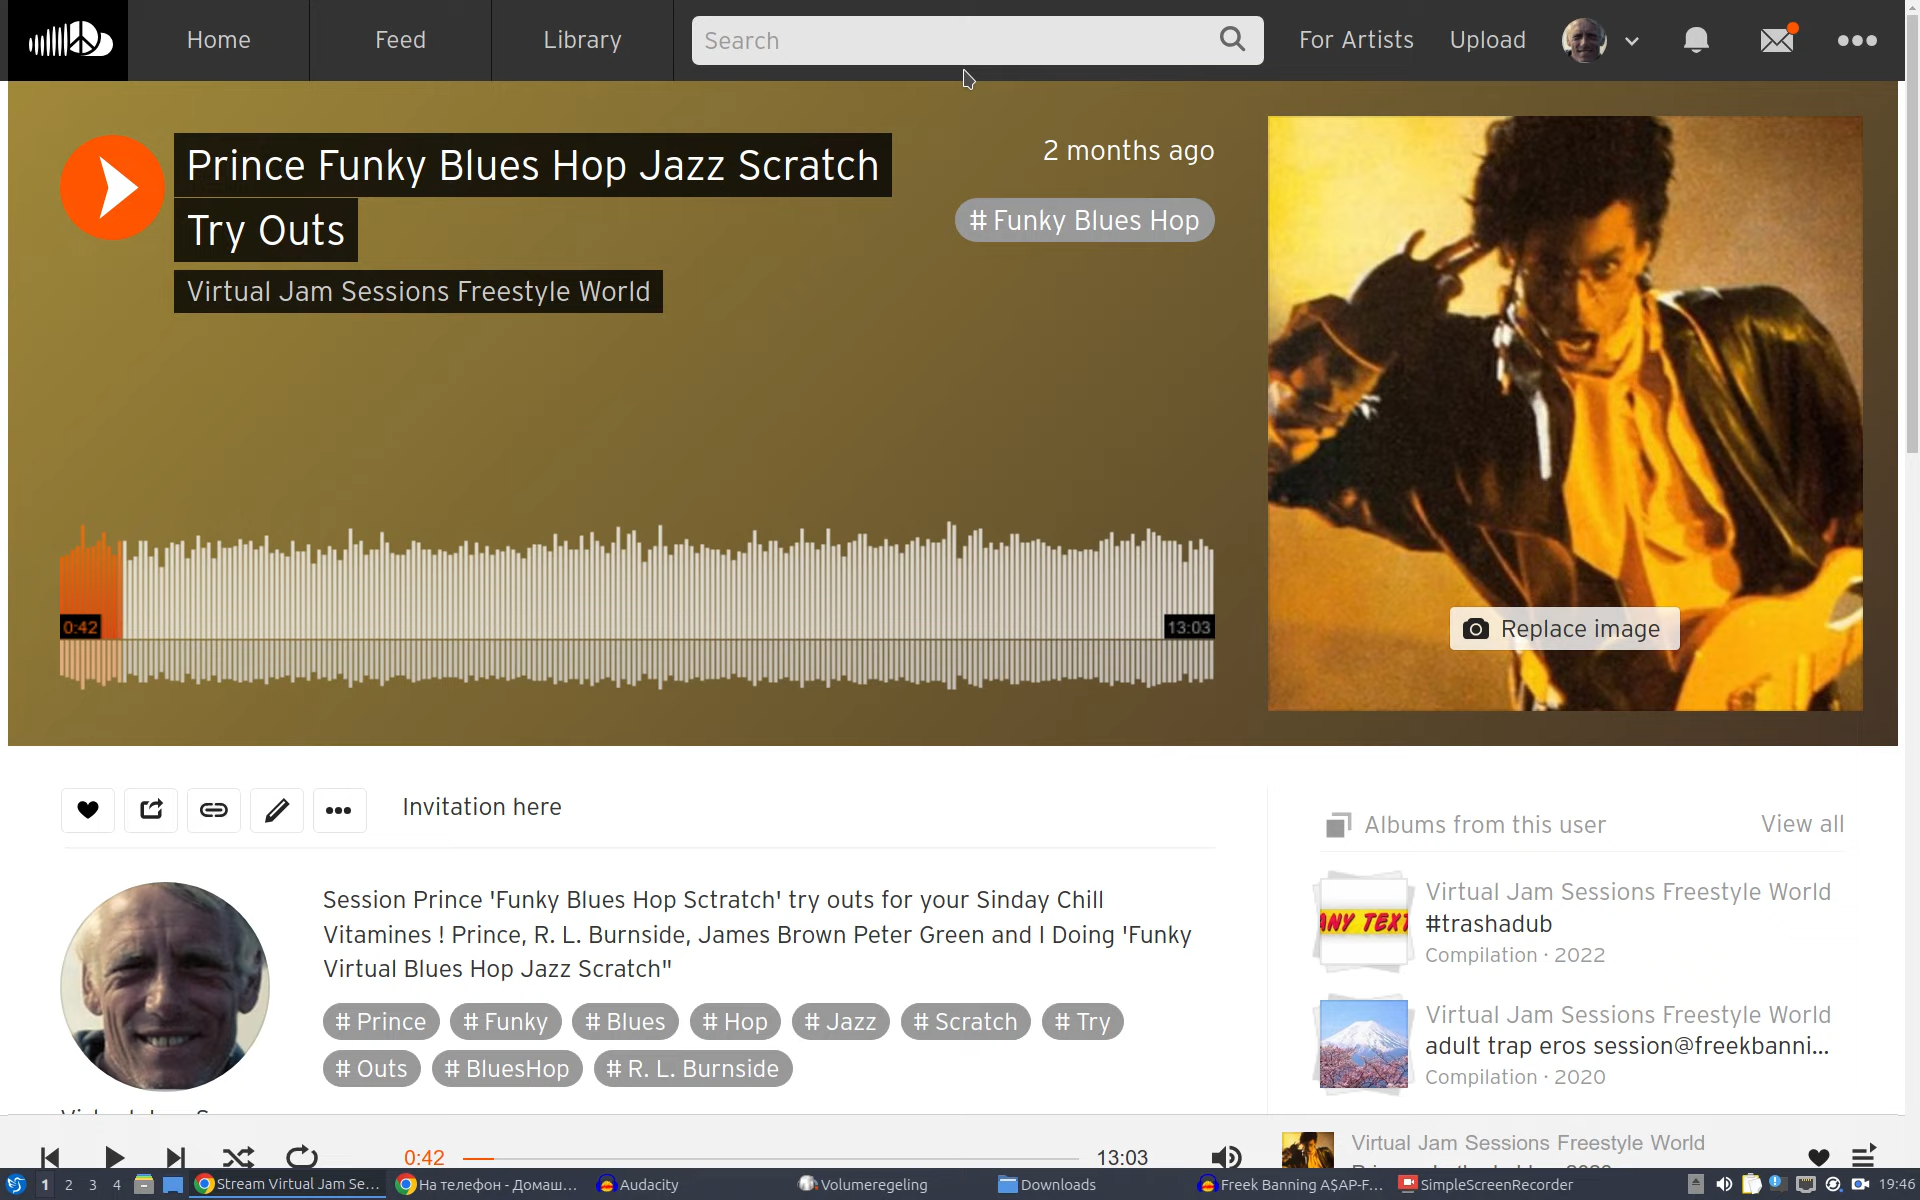 Home
Feed
Library
Search
For Artists
Upload
Prince Funky Blues Hop Jazz Scratch
Try Outs
Virtual Jam Sessions Freestyle World
2 months ago
# Funky Blues Hop
0:42
13:03
Replace image
Invitation here
Session Prince 'Funky Blues Hop Sctratch' try outs for your Sinday Chill
Vitamines ! Prince, R. L. Burnside, James Brown Peter Green and I Doing 'Funky
Virtual Blues Hop Jazz Scratch"
# Prince # Funky # Blues # Hop # Jazz # Scratch # Try
# Outs # BluesHop # R. L. Burnside
Albums from this user
View all
ANY TEXT
Virtual Jam Sessions Freestyle World
#trashadub
Compilation · 2022
Virtual Jam Sessions Freestyle World
adult trap eros session@freekbanni...
Compilation · 2020
0:42
13:03
Virtual Jam Sessions Freestyle World
1 2 3 4
Stream Virtual Jam Se...
На телефон - Домаш...
Audacity
Volumeregeling
Downloads
Freek Banning A$AP-F...
SimpleScreenRecorder
19:46